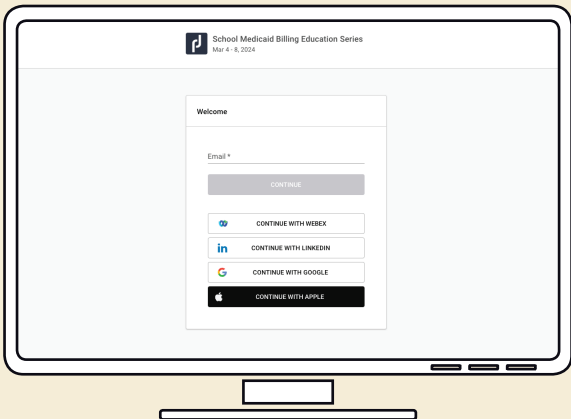 School Medicaid Billing Education Series
Mar 4 - 8, 2024
Welcome
Email *
CONTINUE
CONTINUE WITH WEBEX
in CONTINUE WITH LINKEDIN
G CONTINUE WITH GOOGLE
CONTINUE WITH APPLE